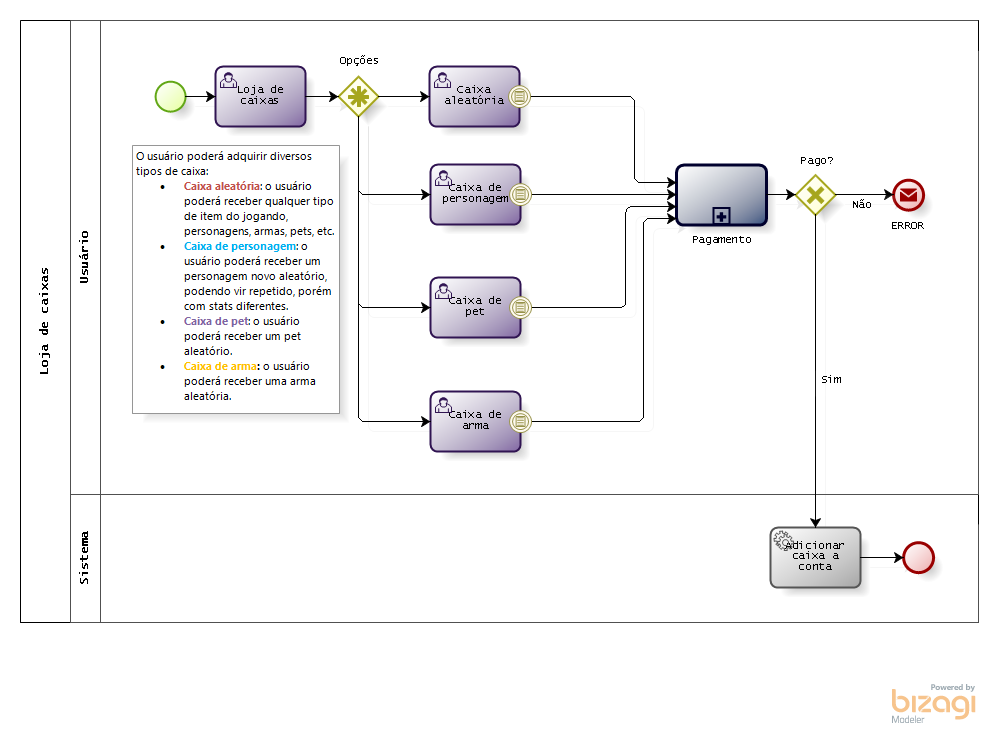 Loja de caixas
Usuário
Opções
Loja de
caixas
Caixa
aleatória
O usuário poderá adquirir diversos
tipos de caixa:
• Caixa aleatória: o usuário
poderá receber qualquer tipo
de item do jogando,
personagens, armas, pets, etc.
• Caixa de personagem: o
usuário poderá receber um
personagem novo aleatório,
podendo vir repetido, porém
com stats diferentes.
• Caixa de pet: o usuário
poderá receber um pet
aleatório.
• Caixa de arma: o usuário
poderá receber uma arma
aleatória.
Caixa de
personagem
Caixa de
pet
Caixa de
arma
Pagamento
Pago?
Não
ERROR
Sim
Sistema
Adicionar
caixa a
conta
Powered by
bizagi
Modeler